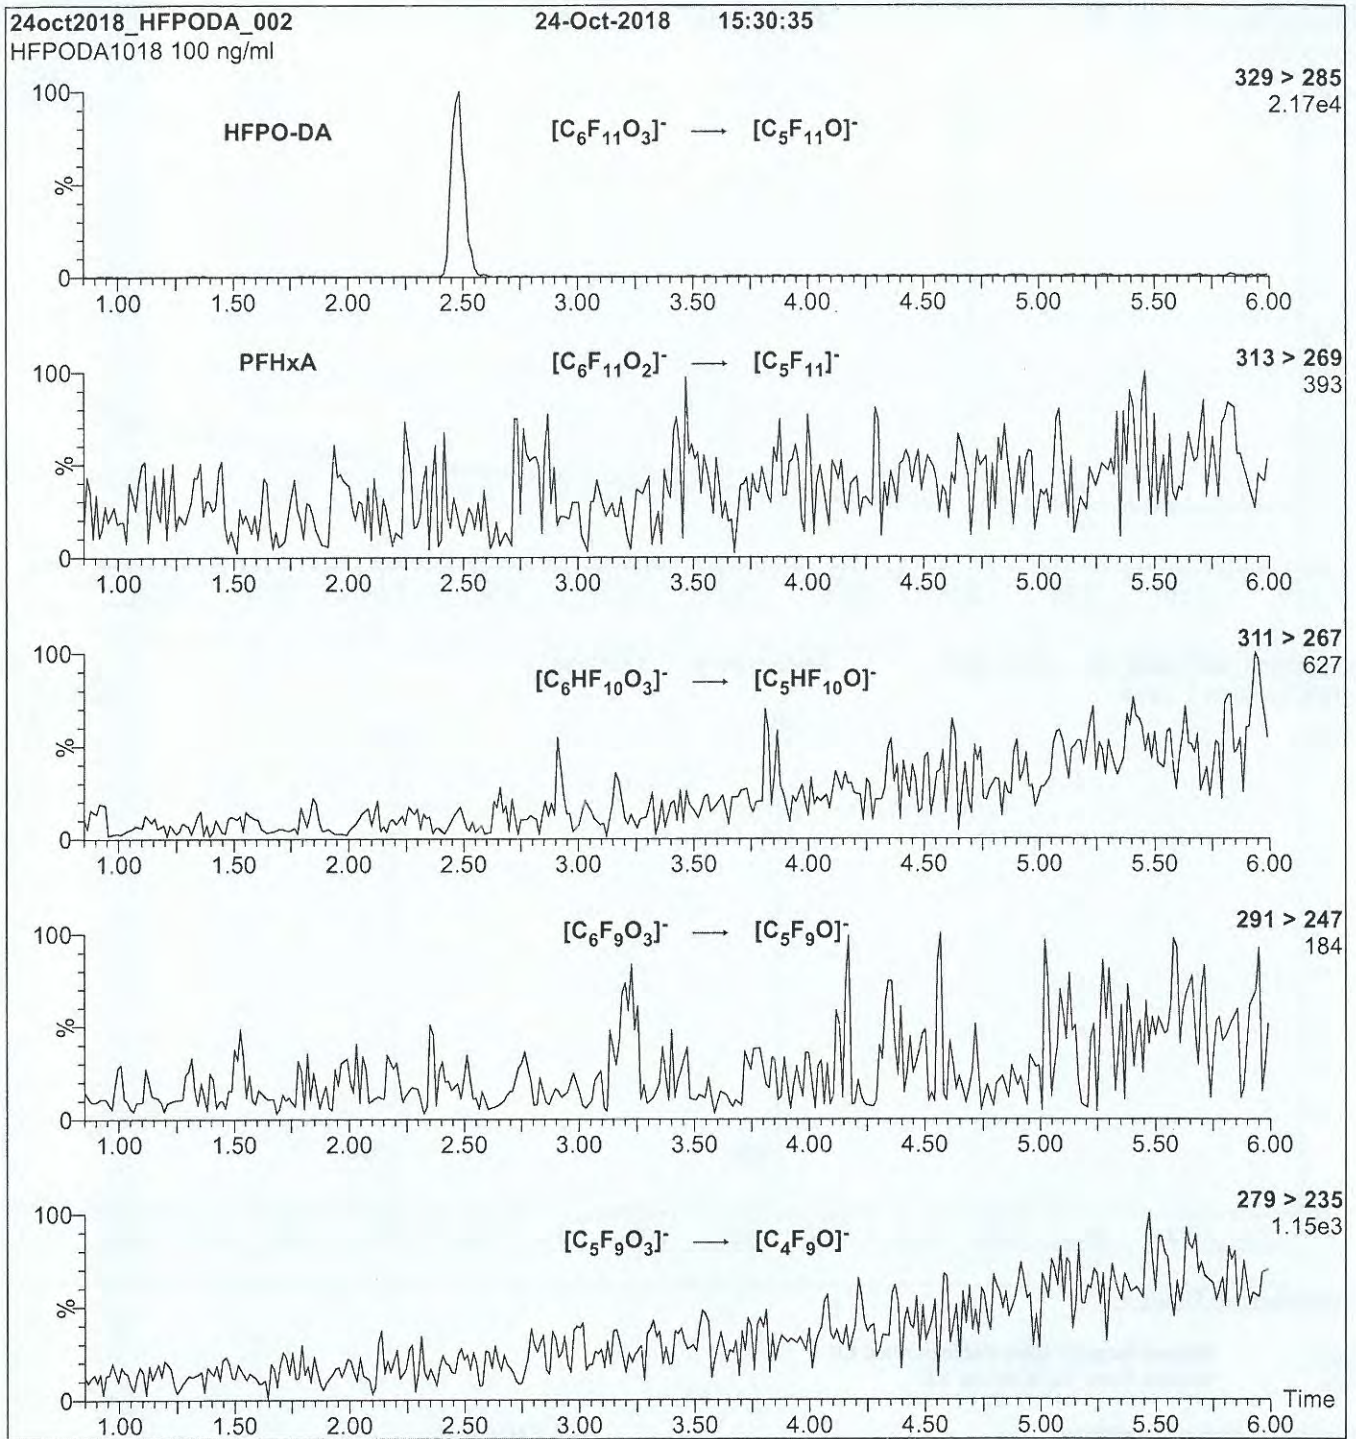 24oct2018_HFPODA_002 24-Oct-2018 15:30:35
HFPODA1018 100 ng/ml
329 > 285
2.17e4
100
HFPO-DA [C6F11O3]- → [C5F11O]-
%
0
1.00 1.50 2.00 2.50 3.00 3.50 4.00 4.50 5.00 5.50 6.00
PFHxA [C6F11O2]- → [C5F11]- 313 > 269
100 393
%
0
1.00 1.50 2.00 2.50 3.00 3.50 4.00 4.50 5.00 5.50 6.00
311 > 267
100 627
[C6HF10O3]- → [C5HF10O]-
%
0
1.00 1.50 2.00 2.50 3.00 3.50 4.00 4.50 5.00 5.50 6.00
291 > 247
100 [C6F9O3]- → [C5F9O]- 184
%
0
1.00 1.50 2.00 2.50 3.00 3.50 4.00 4.50 5.00 5.50 6.00
279 > 235
100 1.15e3
[C5F9O3]- → [C4F9O]-
%
0 Time
1.00 1.50 2.00 2.50 3.00 3.50 4.00 4.50 5.00 5.50 6.00